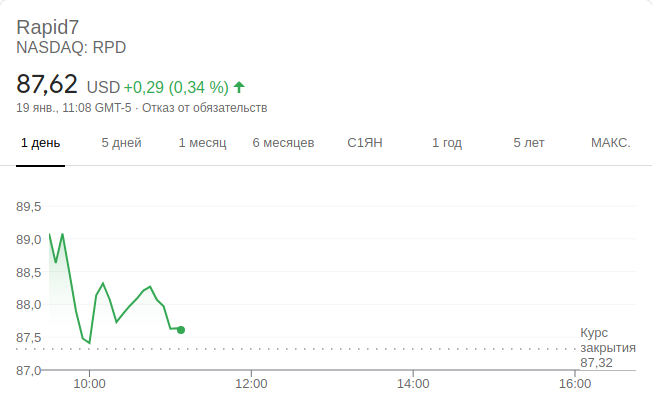 Rapid7
NASDAQ: RPD
87,62 USD +0,29 (0,34 %)
19 янв., 11:08 GMT-5 · Отказ от обязательств
1 день 5 дней 1 месяц 6 месяцев С1ЯН 1 год 5 лет МАКС.
89,5
89,0
88,5
88,0
87,5
Курс
закрытия
87,32
87,0
10:00 12:00 14:00 16:00